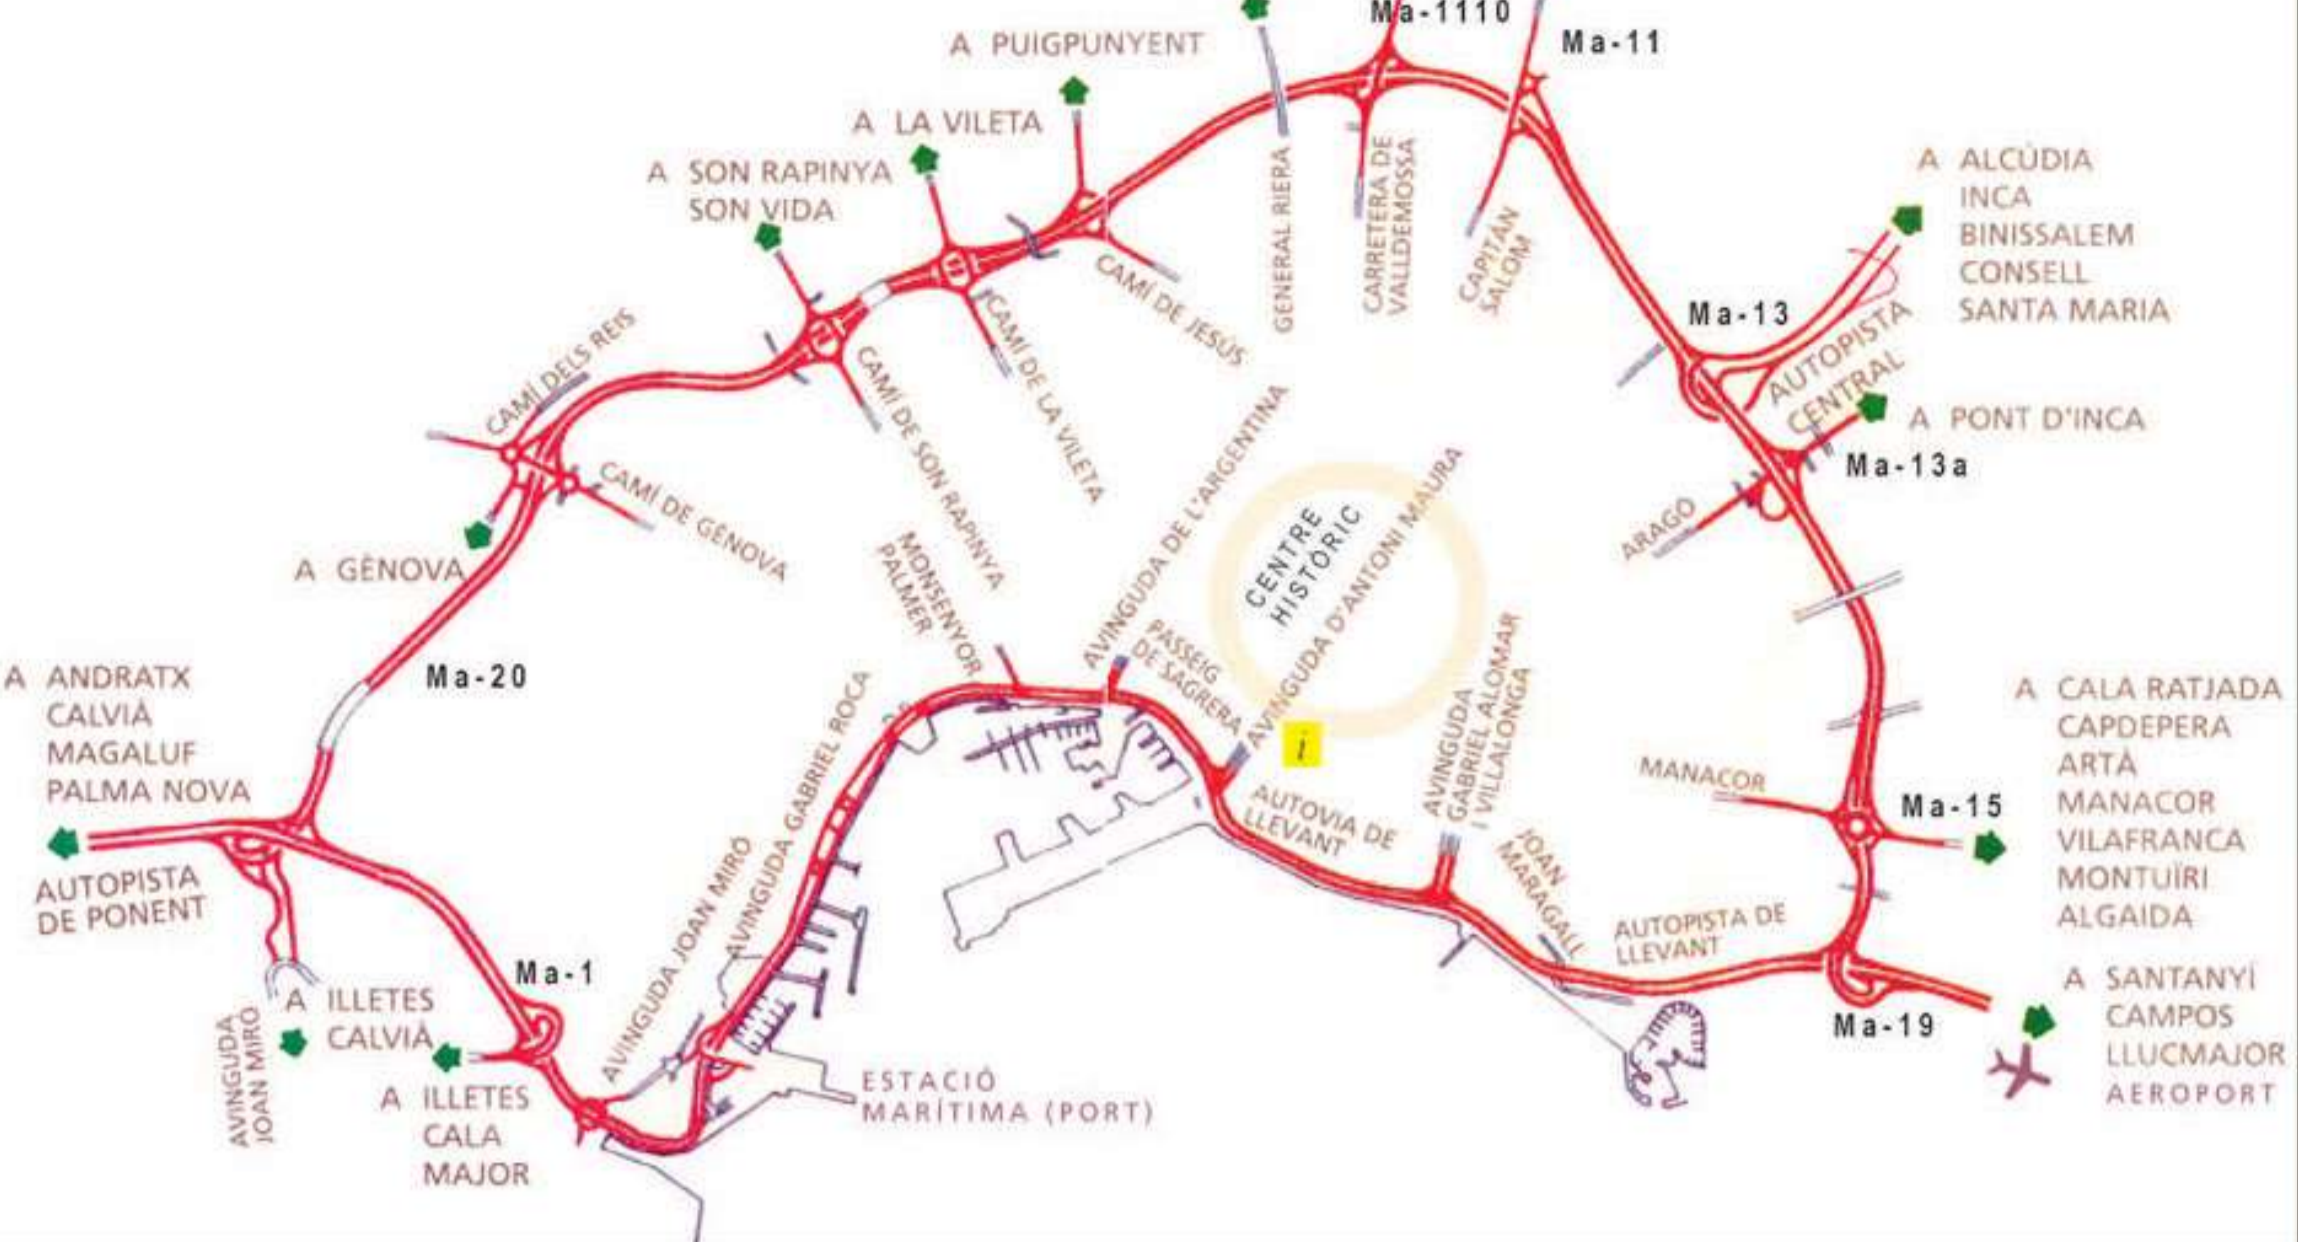 Ma-1110
Ma-11
A PUIGPUNYENT
A LA VILETA
A SON RAPINYA
SON VIDA
CAMÍ DELS REIS
A GÈNOVA
CAMÍ DE GÈNOVA
CAMÍ DE SON RAPINYA
CAMÍ DE LA VILETA
CAMÍ DE JESÚS
GENERAL RIERA
CARRETERA DE
VALLDEMOSSA
CAPITÁN
SALOM
A ALCÚDIA
INCA
BINISSALEM
CONSELL
SANTA MARIA
Ma-13
AUTOPISTA
CENTRAL
A PONT D'INCA
Ma-13a
ARAGO
CENTRE
HISTÒRIC
AVINGUDA DE L'ARGENTINA
AVINGUDA D'ANTONI MAURA
MONSENYOR
PALMER
PASSEIG
DE SAGRERA
i
AVINGUDA
GABRIEL ALOMAR
I VILLALONGA
AUTOVIA DE
LLEVANT
JOAN
MARAGALL
MANACOR
Ma-15
A CALA RATJADA
CAPDEPERA
ARTÀ
MANACOR
VILAFRANCA
MONTUÏRI
ALGAIDA
AUTOPISTA DE
LLEVANT
Ma-19
A SANTANYÍ
CAMPOS
LLUCMAJOR
AEROPORT
Ma-20
A ANDRATX
CALVIÀ
MAGALUF
PALMA NOVA
AUTOPISTA
DE PONENT
AVINGUDA
JOAN MIRÓ
A ILLETES
CALVIÀ
Ma-1
A ILLETES
CALA
MAJOR
AVINGUDA JOAN MIRÓ
AVINGUDA GABRIEL ROCA
ESTACIÓ
MARÍTIMA (PORT)